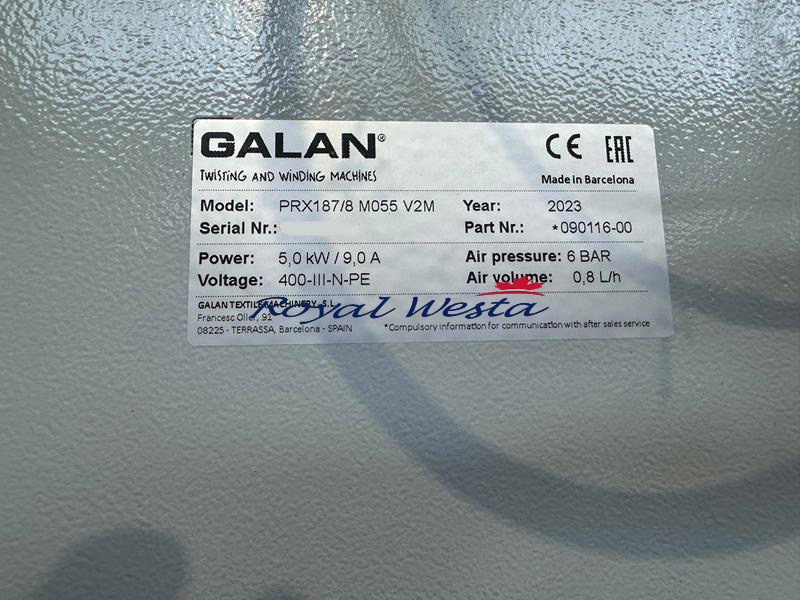 GALAN®
CE EAC
TWISTING AND WINDING MACHINES
Made in Barcelona
Model: PRX187/8 M055 V2M Year: 2023
Serial Nr.: Part Nr.: *090116-00
Power: 5,0 kW / 9,0 A Air pressure: 6 BAR
Voltage: 400-III-N-PE Air volume: 0,8 L/h
GALAN TEXTILE MACHINERY, S.L.
Royal Westa
Francesc Oller, 91
08225 - TERRASSA, Barcelona - SPAIN *Compulsory information for communication with after sales service